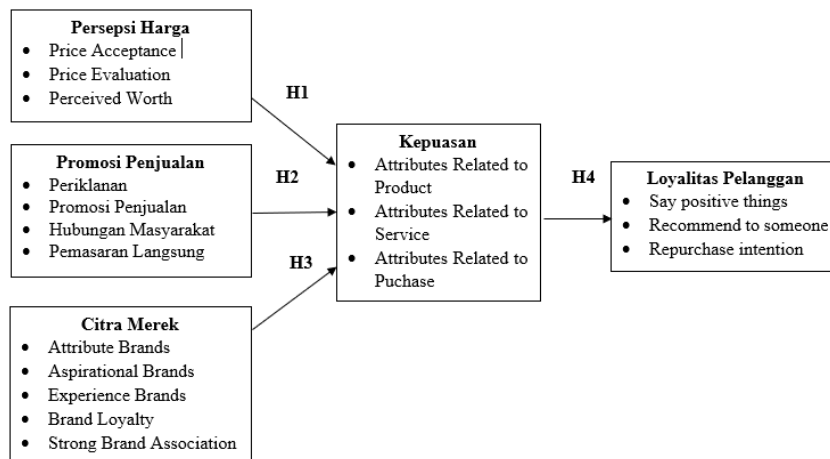 Persepsi Harga
• Price Acceptance
• Price Evaluation
• Perceived Worth
H1
Promosi Penjualan
• Periklanan
• Promosi Penjualan
• Hubungan Masyarakat
• Pemasaran Langsung
H2
H3
Citra Merek
• Attribute Brands
• Aspirational Brands
• Experience Brands
• Brand Loyalty
• Strong Brand Association
Kepuasan
• Attributes Related to
Product
• Attributes Related to
Service
• Attributes Related to
Puchase
H4
Loyalitas Pelanggan
• Say positive things
• Recommend to someone
• Repurchase intention